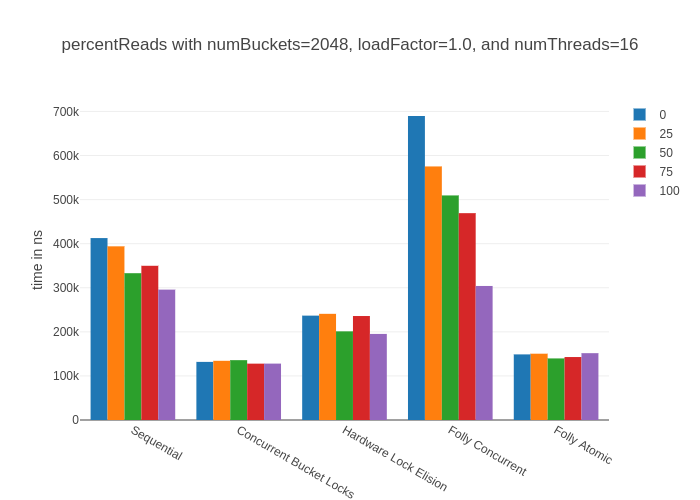 percentReads with numBuckets=2048, loadFactor=1.0, and numThreads=16
time in ns
700k
600k
500k
400k
300k
200k
100k
0
Sequential
Concurrent Bucket Locks
Hardware Lock Elision
Folly Concurrent
Folly Atomic
0
25
50
75
100